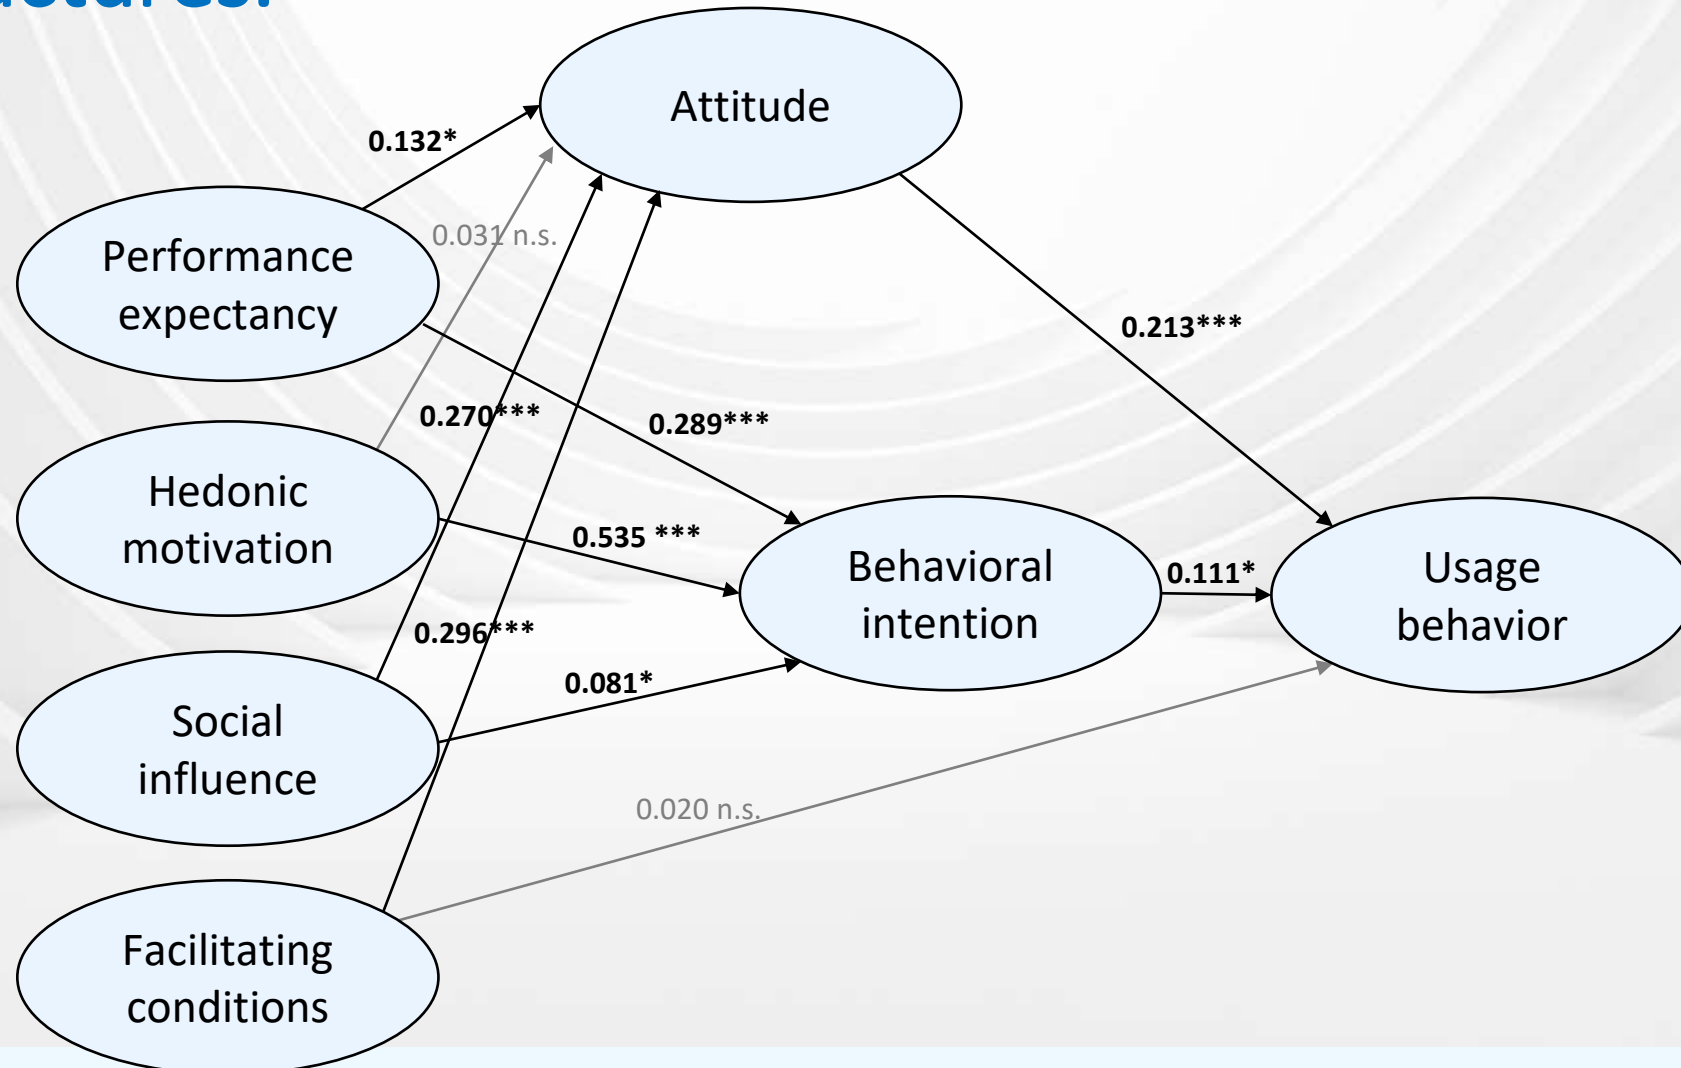 Attitude
0.132*
0.031 n.s.
Performance
expectancy
0.213***
0.270***
0.289***
Hedonic
motivation
0.535 ***
Behavioral
intention
0.111*
Usage
behavior
0.296***
0.081*
Social
influence
0.020 n.s.
Facilitating
conditions